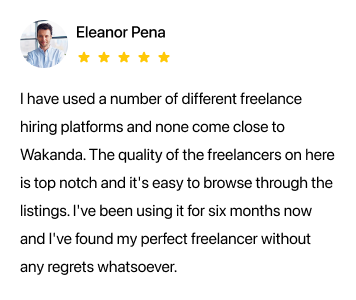 Eleanor Pena
I have used a number of different freelance
hiring platforms and none come close to
Wakanda. The quality of the freelancers on here
is top notch and it's easy to browse through the
listings. I've been using it for six months now
and I've found my perfect freelancer without
any regrets whatsoever.